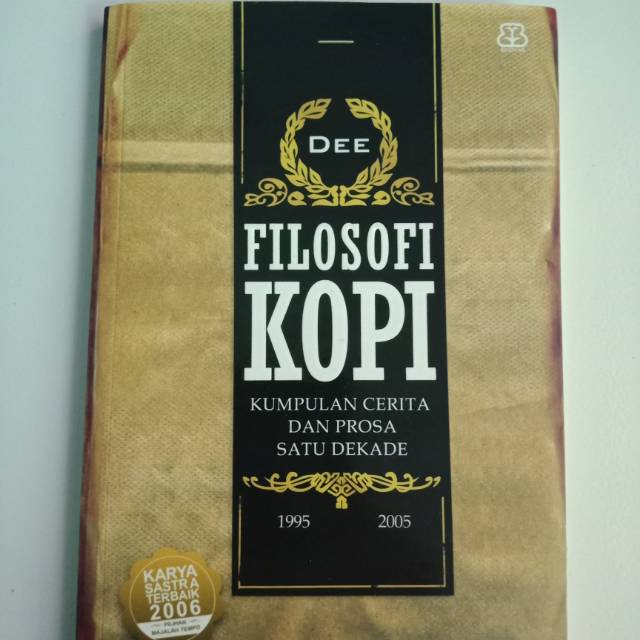 DEE
FILOSOFI
KOPI
KUMPULAN CERITA
DAN PROSA
SATU DEKADE
1995 2005
KARYA
SASTRA
TERBAIK
2006
PILIHAN
MAJALAH TEMPO